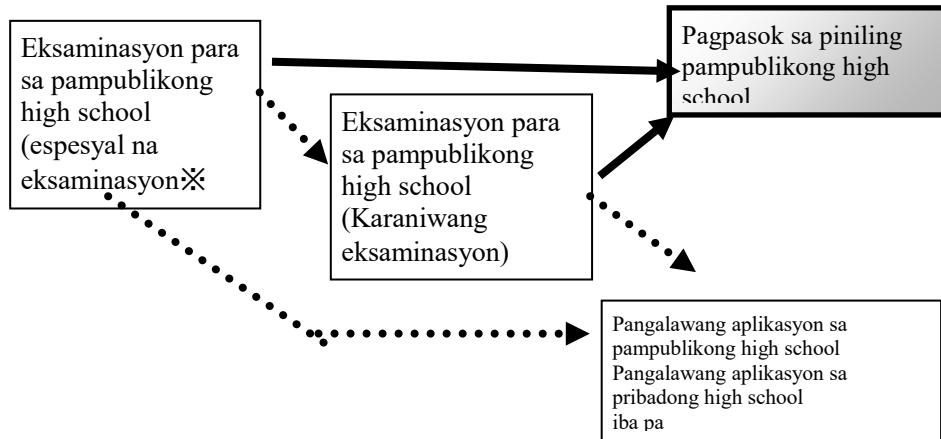 Eksaminasyon para
sa pampublikong
high school
(espesyal na
eksaminasyon※
Eksaminasyon para
sa pampublikong
high school
(Karaniwang
eksaminasyon)
Pagpasok sa piniling
pampublikong high
school
Pangalawang aplikasyon sa
pampublikong high school
Pangalawang aplikasyon sa
pribadong high school
iba pa